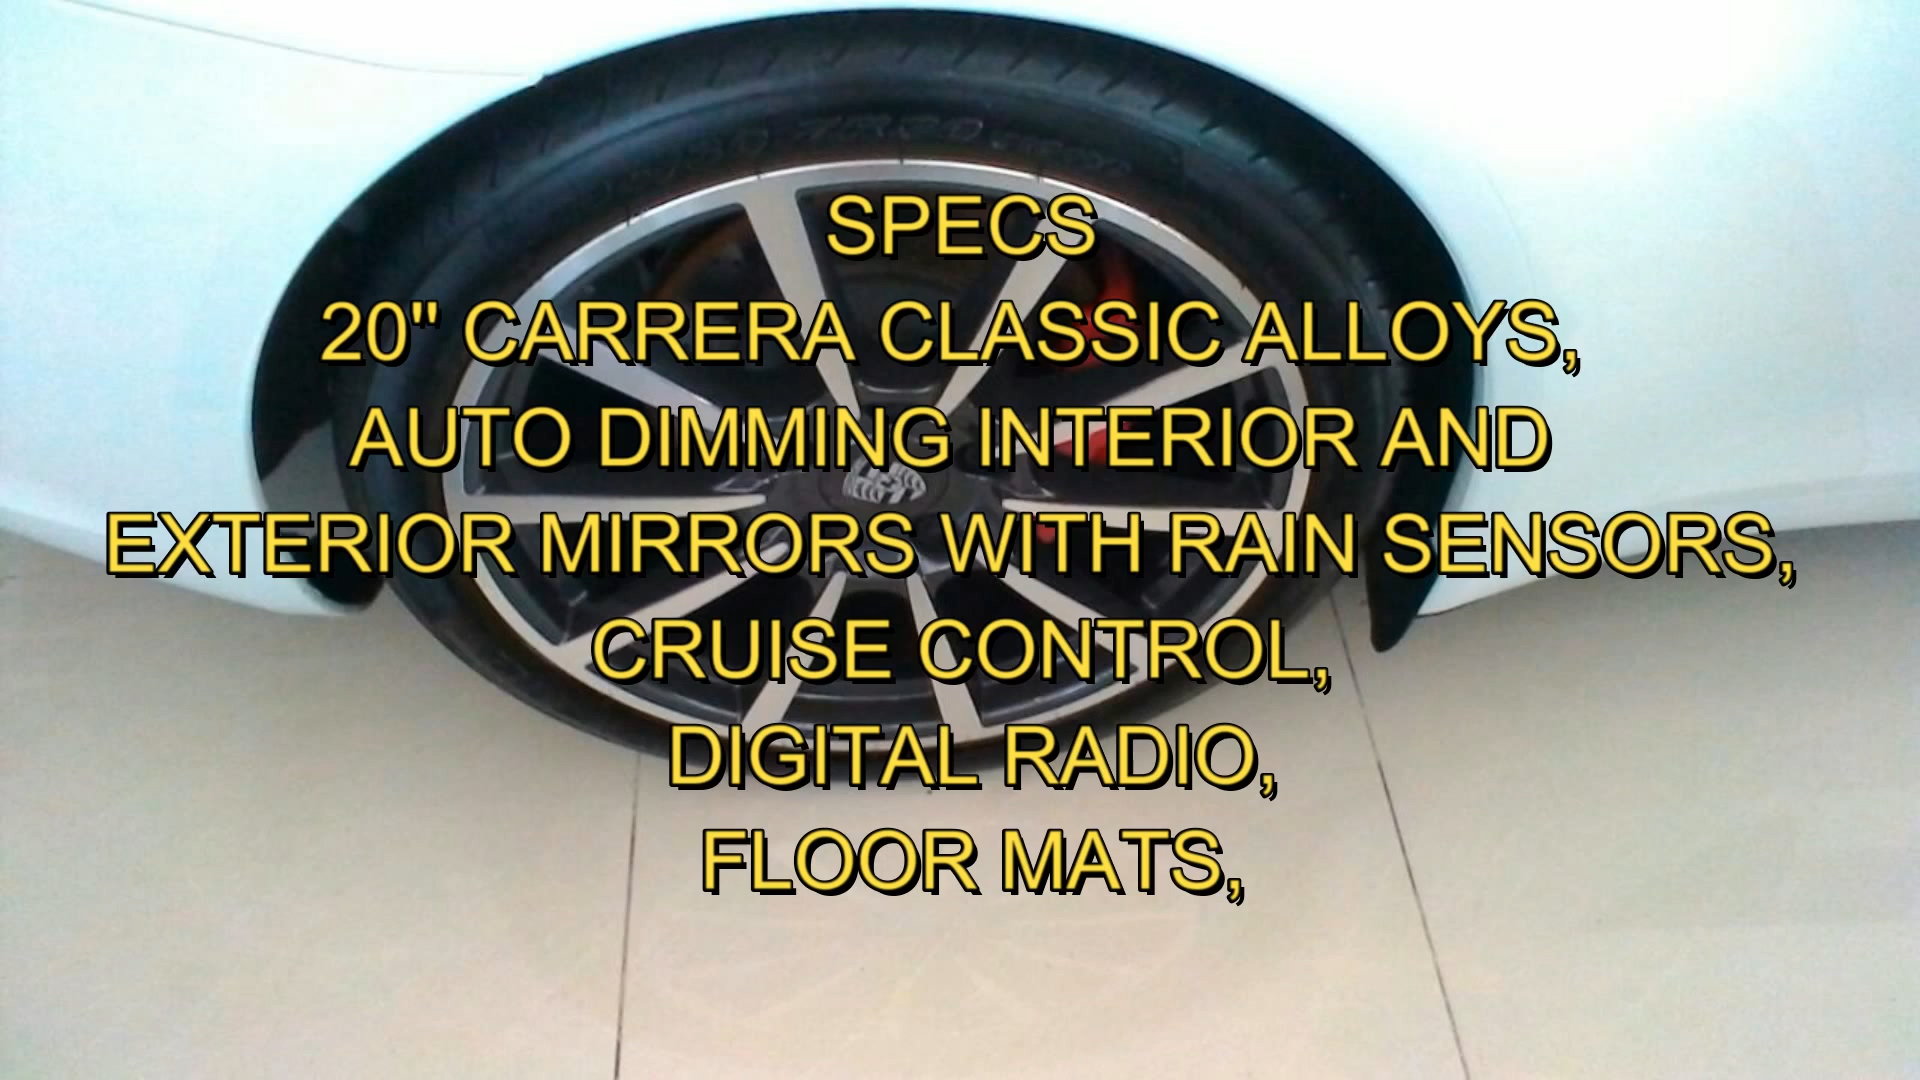 ZR20
SPECS
20" CARRERA CLASSIC ALLOYS,
AUTO DIMMING INTERIOR AND
EXTERIOR MIRRORS WITH RAIN SENSORS,
CRUISE CONTROL,
DIGITAL RADIO,
FLOOR MATS,